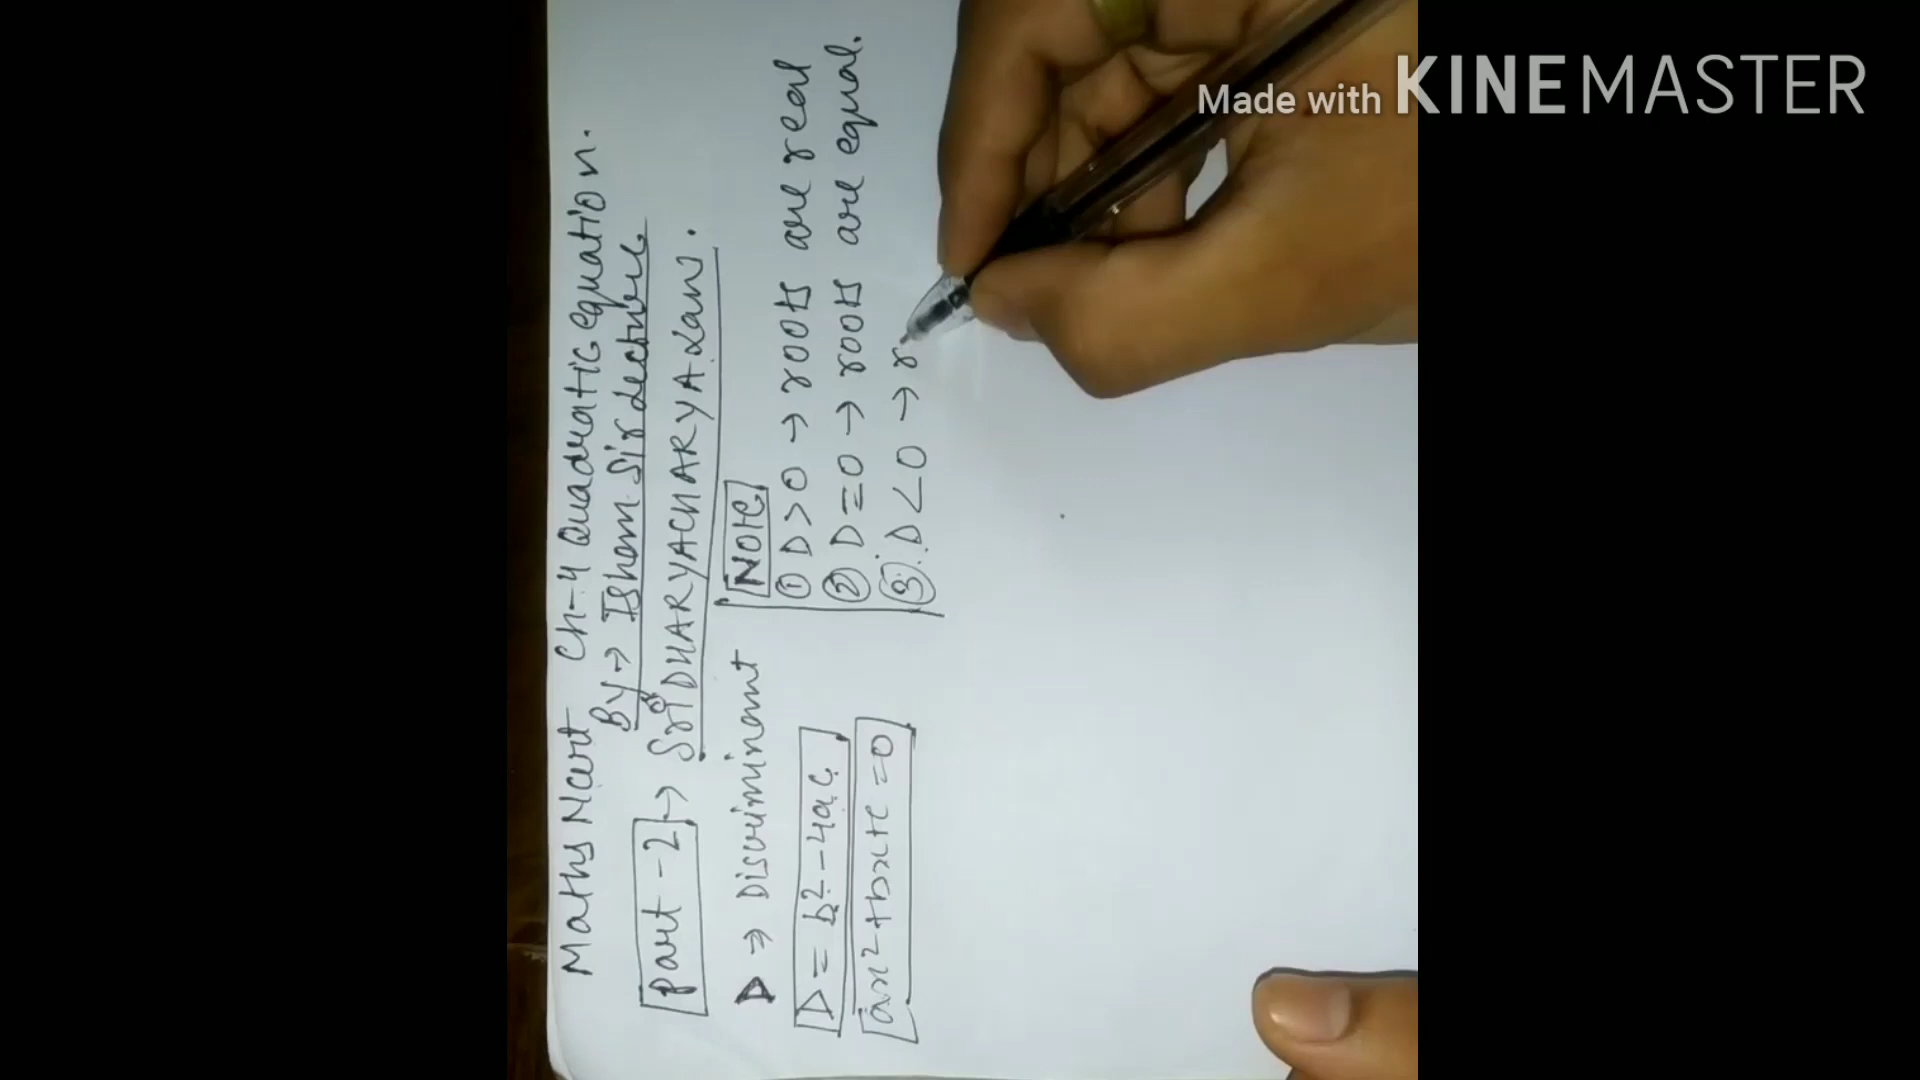 Made with KINEMASTER
Maths Ncert Ch-4 Quadratic equation.
By → Isham Sir lecture
Part-2 → SriDHARYACHARYA Law.
D → Discriminant
D = b² - 4ac
ax² + bx + c = 0
NOTE
① D > 0 → roots are real
② D = 0 → roots are equal.
③ D < 0 → r